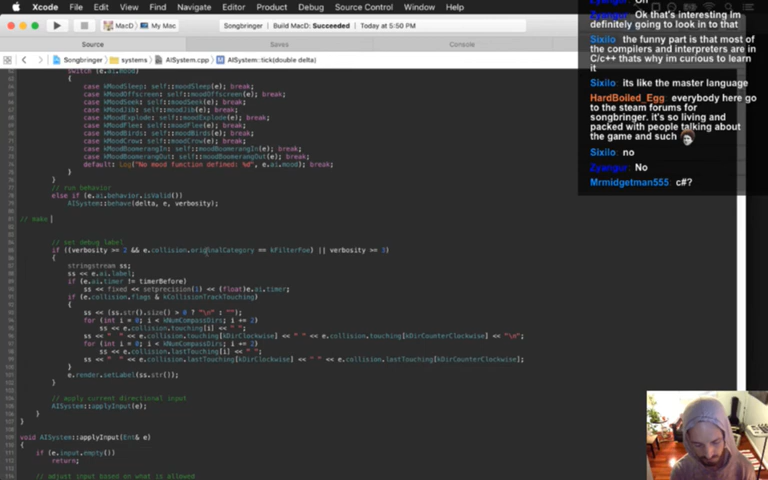 Xcode File Edit View Find Navigate Editor Product Debug Source Control Window Help
MacD My Mac
Songbringer | Build MacD: Succeeded | Today at 5:50 PM
Source
Saves
Console
Songbringer systems AISystem.cpp AISystem::tick(double delta)
{
case kMoodSleep: self::moodSleep(e); break;
case kMoodOffscreen: self::moodOffscreen(e); break;
case kMoodSeek: self::moodSeek(e); break;
case kMoodJib: self::moodJib(e); break;
case kMoodExplode: self::moodExplode(e); break;
case kMoodFlee: self::moodFlee(e); break;
case kMoodBirds: self::moodBirds(e); break;
case kMoodCrow: self::moodCrow(e); break;
case kMoodBoomerangIn: self::moodBoomerangIn(e); break;
case kMoodBoomerangOut: self::moodBoomerangOut(e); break;
default: Log("No mood function defined: %d", e.ai.mood); break;
}
}
// run behavior
else if (e.ai.behavior.isValid())
AISystem::behave(delta, e, verbosity);
// make
// set debug label
if ((verbosity >= 2 && e.collision.originalCategory == kFilterFoe) || verbosity >= 3)
{
stringstream ss;
ss << e.ai.label;
if (e.ai.timer != timerBefore)
ss << fixed << setprecision(1) << (float)e.ai.timer;
if (e.collision.flags & kCollisionTrackTouching)
{
ss << (ss.str().size() > 0 ? "\n" : "");
for (int i = 0; i < kNumCompassDirs; i += 2)
ss << e.collision.touching[i] << " ";
ss << " " << e.collision.touching[kDirClockwise] << " " << e.collision.touching[kDirCounterClockwise] << "\n";
for (int i = 0; i < kNumCompassDirs; i += 2)
ss << e.collision.lastTouching[i] << " ";
ss << " " << e.collision.lastTouching[kDirClockwise] << " " << e.collision.lastTouching[kDirCounterClockwise];
}
e.render.setLabel(ss.str());
}
// apply current directional input
AISystem::applyInput(e);
}
}
void AISystem::applyInput(Ent& e)
{
if (e.input.empty())
return;
// adjust input based on what is allowed
Ok that's interesting im
definitely going to look in to that
Sixilo the funny part is that most of
the compilers and interpreters are in
C/c++ thats why im curious to learn
it
Sixilo its like the master language
HardBoiled_Egg everybody here go
to the steam forums for
songbringer. it's so living and
packed with people talking about
the game and such
Sixilo no
Zyangur No
Mrmidgetman555 c#?